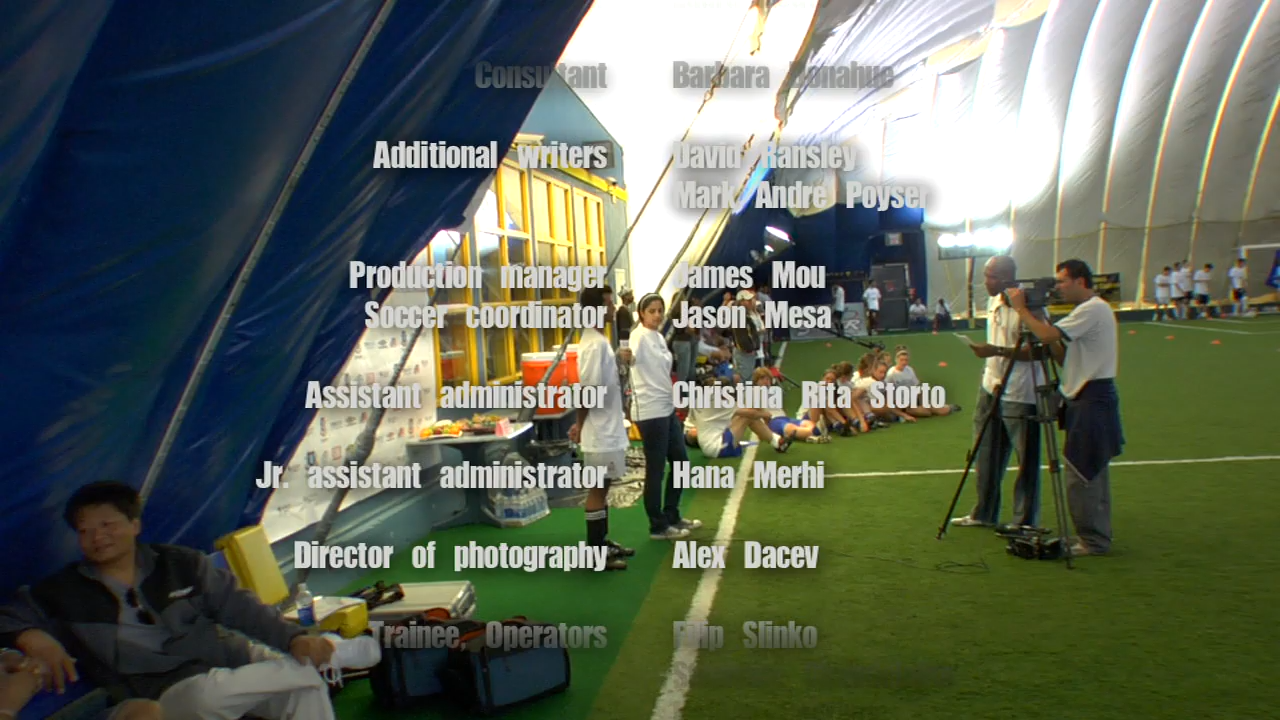 Consultant Barbara Donahue
Additional writers David Ransley
Mark Andre Poyser
Production manager James Mou
Soccer coordinator Jason Mesa
Assistant administrator Christina Rita Storto
Jr. assistant administrator Hana Merhi
Director of photography Alex Dacev
Trainee Operators Filip Slinko